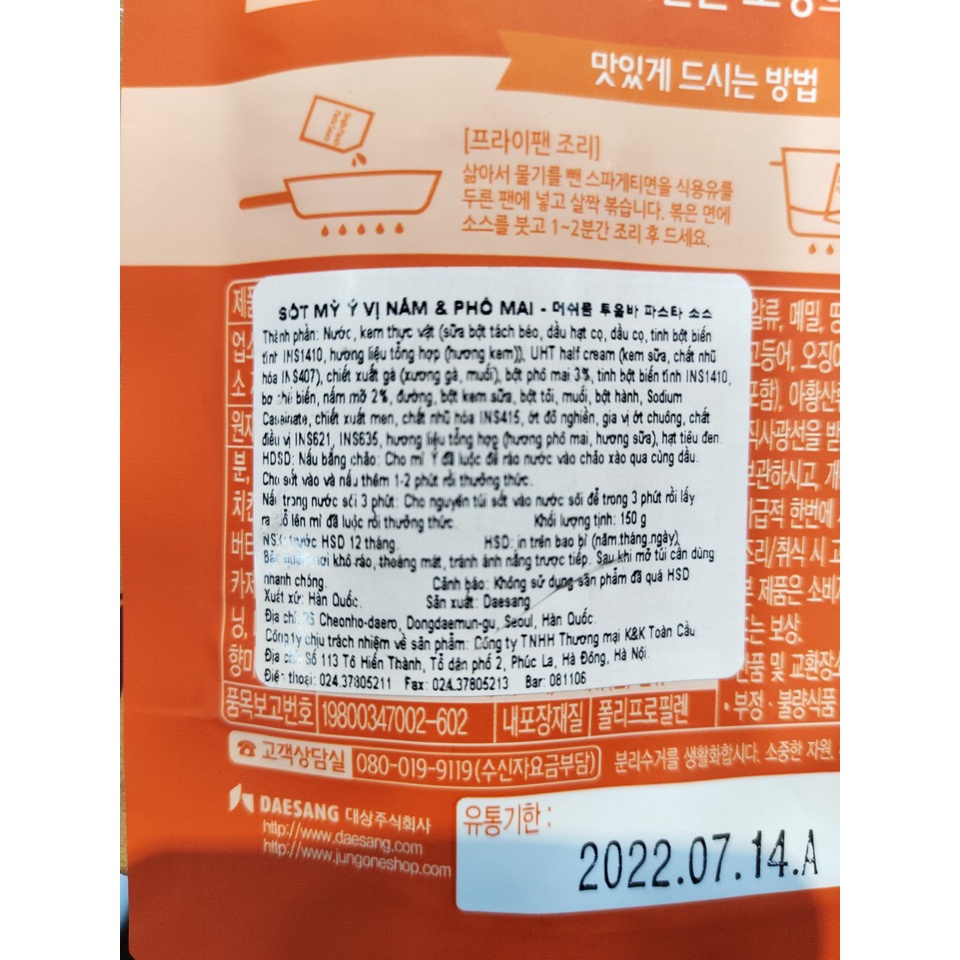 맛있게 드시는 방법
[프라이팬 조리]
삶아서 물기를 뺀 스파게티면을 식용유를
두른 팬에 넣고 살짝 볶습니다. 볶은 면에
소스를 붓고 1~2분간 조리 후 드세요.
SỐT MỲ Ý VỊ NẤM & PHÔ MAI - 머쉬룸 투움바 파스타 소스
Thành phần: Nước, kem thực vật (sữa bột tách béo, dầu hạt cọ, dầu cọ, tinh bột biến
tính INS1410, hương liệu tổng hợp (hương kem)), UHT half cream (kem sữa, chất nhũ
hóa INS407), chiết xuất gà (xương gà, muối), bột phô mai 3%, tinh bột biến tính INS1410,
bơ chế biến, nấm mỡ 2%, đường, bột kem sữa, bột tỏi, muối, bột hành, Sodium
Caseinate, chiết xuất men, chất nhũ hóa INS415, ớt đỏ nghiền, gia vị ớt chuông, chất
điều vị INS621, INS635, hương liệu tổng hợp (hương phô mai, hương sữa), hạt tiêu đen.
HDSD: Nấu bằng chảo: Cho mì Ý đã luộc để ráo nước vào chảo xào qua cùng dầu.
Cho sốt vào và nấu thêm 1-2 phút rồi thưởng thức.
Nấu trong nước sôi 3 phút: Cho nguyên túi sốt vào nước sôi để trong 3 phút rồi lấy
ra đổ lên mì đã luộc rồi thưởng thức. Khối lượng tịnh: 150 g
NSX: trước HSD 12 tháng. HSD: in trên bao bì (năm.tháng.ngày)
Bảo quản nơi khô ráo, thoáng mát, tránh ánh nắng trực tiếp. Sau khi mở túi cần dùng
nhanh chóng. Cảnh báo: Không sử dụng sản phẩm đã quá HSD
Xuất xứ: Hàn Quốc. Sản xuất: Daesang
Địa chỉ: 26 Cheonho-daero, Dongdaemun-gu, Seoul, Hàn Quốc.
Công ty chịu trách nhiệm về sản phẩm: Công ty TNHH Thương mại K&K Toàn Cầu
Địa chỉ: Số 113 Tô Hiến Thành, Tổ dân phố 2, Phúc La, Hà Đông, Hà Nội.
Điện thoại: 024.37805211 Fax: 024.37805213 Bar: 081106
품목보고번호 19800347002-602 내포장재질 폴리프로필렌 • 부정 · 불량식품
고객상담실 080-019-9119 (수신자요금부담) 분리수거를 생활화합시다. 소중한 자원.
DAESANG 대상주식회사
http://www.daesang.com
http://www.jungoneshop.com
유통기한 :
2022.07.14.A